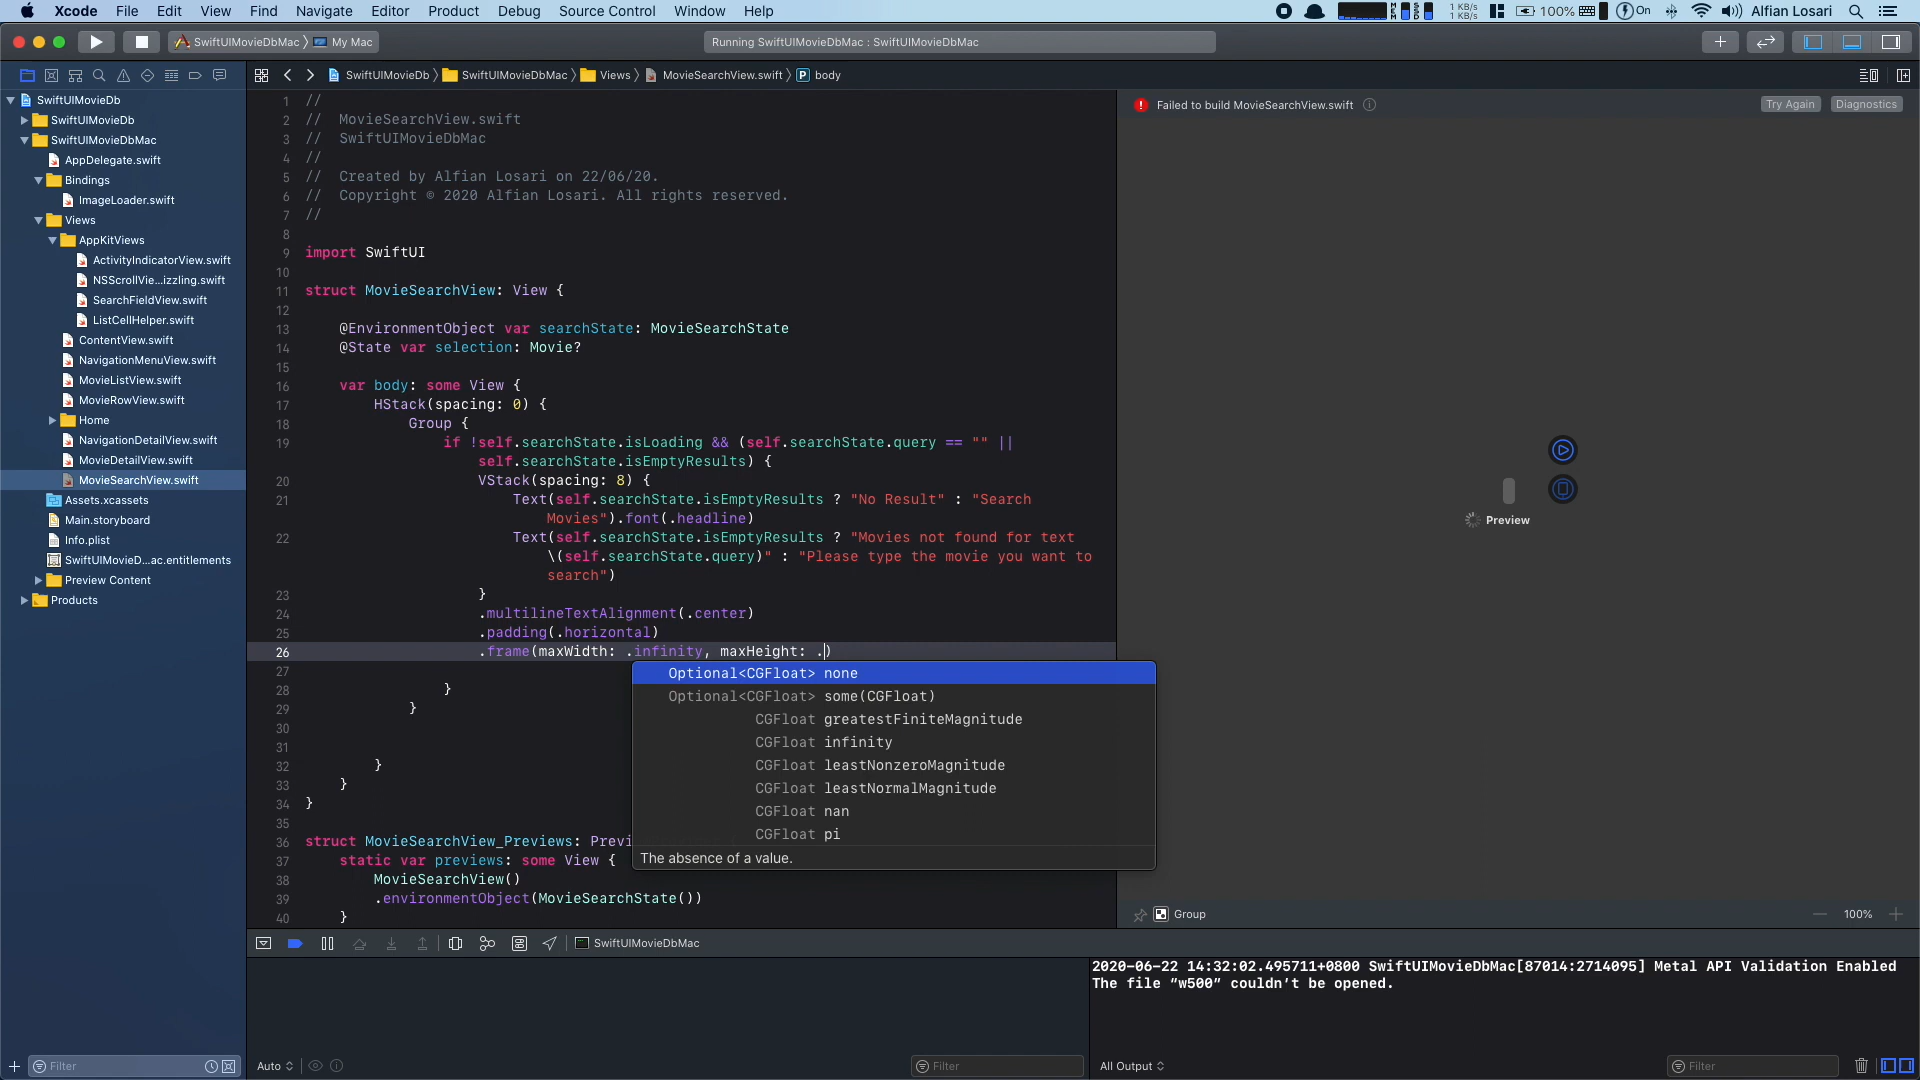 Xcode File Edit View Find Navigate Editor Product Debug Source Control Window Help 1 KB/s 1 KB/s 100% On Alfian Losari
SwiftUIMovieDbMac My Mac Running SwiftUIMovieDbMac : SwiftUIMovieDbMac
SwiftUIMovieDb SwiftUIMovieDbMac Views MovieSearchView.swift P body
SwiftUIMovieDb
SwiftUIMovieDb
SwiftUIMovieDbMac
AppDelegate.swift
Bindings
ImageLoader.swift
Views
AppKitViews
ActivityIndicatorView.swift
NSScrollVie...izzling.swift
SearchFieldView.swift
ListCellHelper.swift
ContentView.swift
NavigationMenuView.swift
MovieListView.swift
MovieRowView.swift
Home
NavigationDetailView.swift
MovieDetailView.swift
MovieSearchView.swift
Assets.xcassets
Main.storyboard
Info.plist
SwiftUIMovieD...ac.entitlements
Preview Content
Products
Filter
1 //
2 // MovieSearchView.swift
3 // SwiftUIMovieDbMac
4 //
5 // Created by Alfian Losari on 22/06/20.
6 // Copyright © 2020 Alfian Losari. All rights reserved.
7 //
8
9 import SwiftUI
10
11 struct MovieSearchView: View {
12
13 @EnvironmentObject var searchState: MovieSearchState
14 @State var selection: Movie?
15
16 var body: some View {
17 HStack(spacing: 0) {
18 Group {
19 if !self.searchState.isLoading && (self.searchState.query == "" ||
self.searchState.isEmptyResults) {
20 VStack(spacing: 8) {
21 Text(self.searchState.isEmptyResults ? "No Result" : "Search
Movies").font(.headline)
22 Text(self.searchState.isEmptyResults ? "Movies not found for text
\(self.searchState.query)" : "Please type the movie you want to
search")
23 }
24 .multilineTextAlignment(.center)
25 .padding(.horizontal)
26 .frame(maxWidth: .infinity, maxHeight: .)
27
28 }
29 }
30
31
32 }
33 }
34 }
35
36 struct MovieSearchView_Previews: Previ
37 static var previews: some View {
38 MovieSearchView()
39 .environmentObject(MovieSearchState())
40 }
Optional<CGFloat> none
Optional<CGFloat> some(CGFloat)
CGFloat greatestFiniteMagnitude
CGFloat infinity
CGFloat leastNonzeroMagnitude
CGFloat leastNormalMagnitude
CGFloat nan
CGFloat pi
The absence of a value.
Failed to build MovieSearchView.swift Try Again Diagnostics
Preview
Group 100%
SwiftUIMovieDbMac
2020-06-22 14:32:02.495711+0800 SwiftUIMovieDbMac[87014:2714095] Metal API Validation Enabled
The file “w500” couldn’t be opened.
Auto Filter All Output Filter